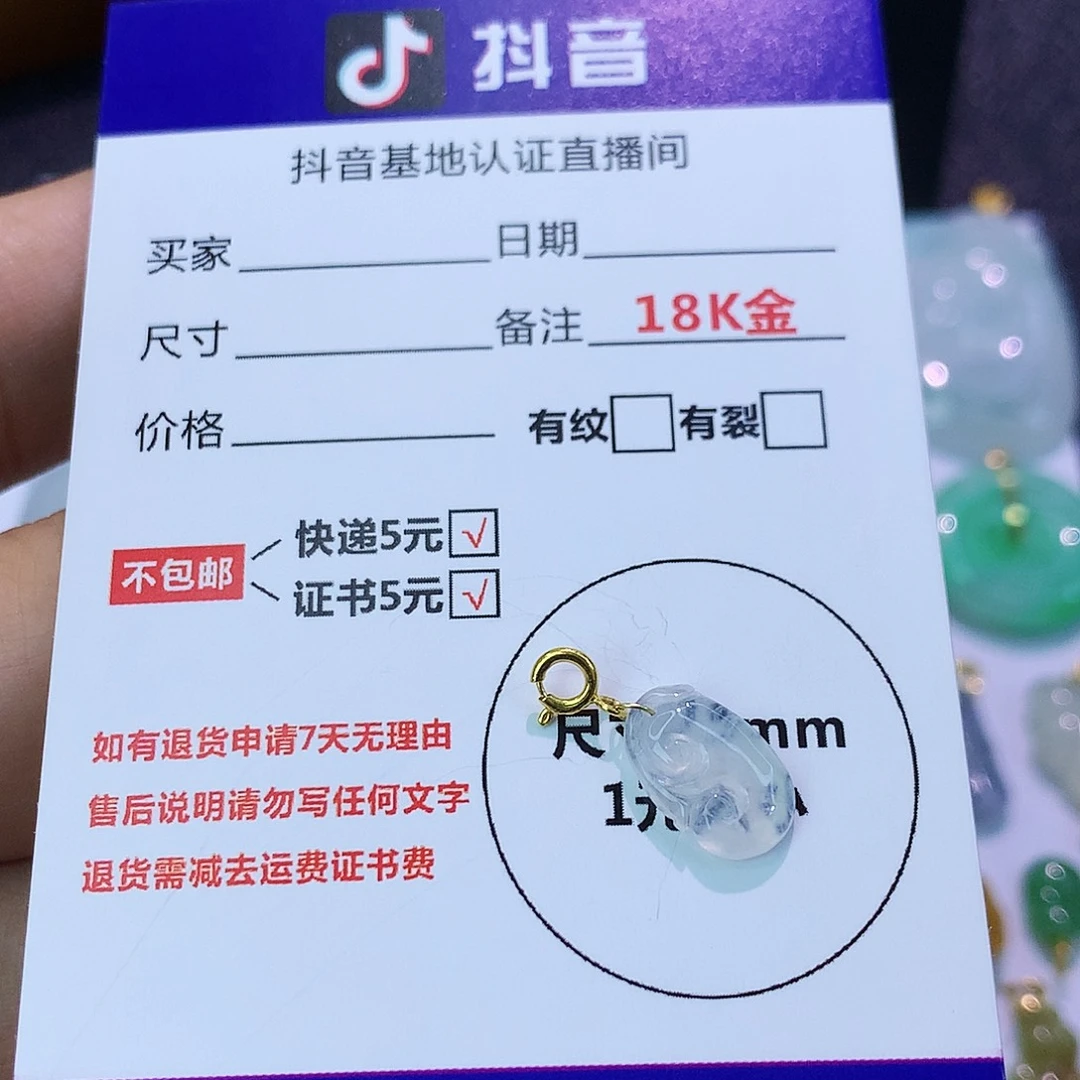 抖音
抖音基地认证直播间
买家 日期
尺寸 备注 18K金
价格 有纹 有裂
不包邮 快递5元 √
证书5元 √
如有退货申请7天无理由
售后说明请勿写任何文字
退货需减去运费证书费
尺 mm
1元